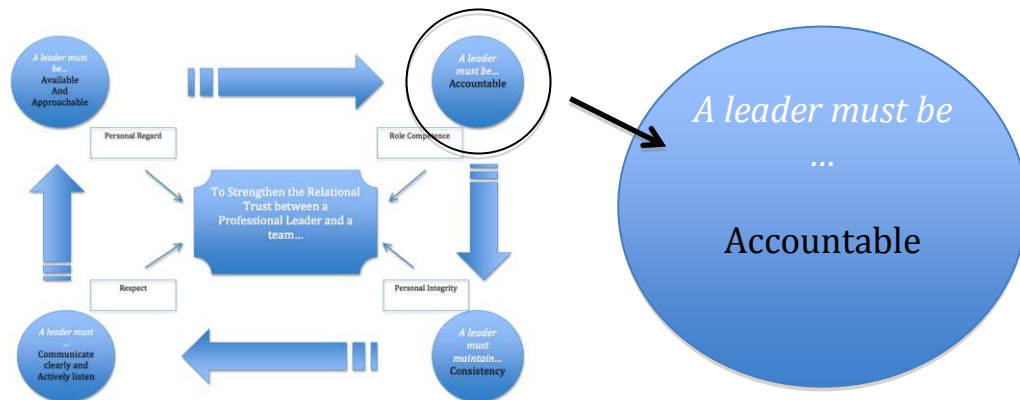 A leader must
be...
Available
And
Approachable
A leader
must be...
Accountable
Personal Regard
Role Competence
To Strengthen the Relational
Trust between a
Professional Leader and a
team...
Respect
Personal Integrity
A leader must
...
Communicate
clearly and
Actively listen
A leader
must
maintain...
Consistency
A leader must be
...
Accountable